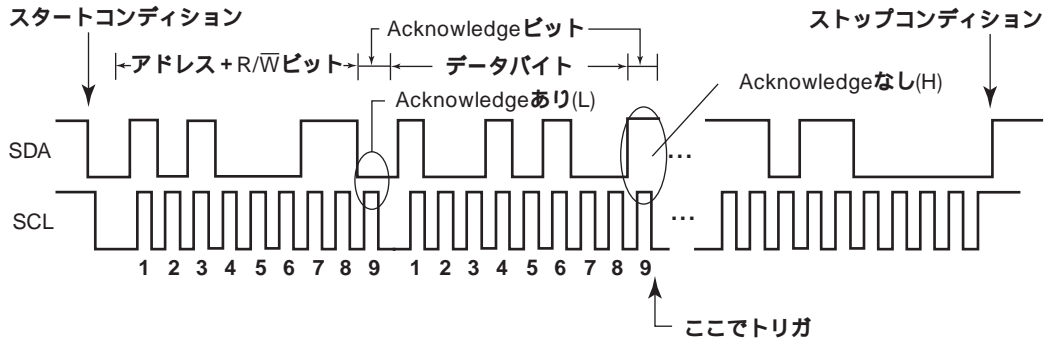 スタートコンディション
ストップコンディション
Acknowledgeビット
アドレス + R/W̅ビット
データバイト
Acknowledgeあり(L)
Acknowledgeなし(H)
SDA
...
SCL
...
1 2 3 4 5 6 7 8 9 1 2 3 4 5 6 7 8 9
ここでトリガ